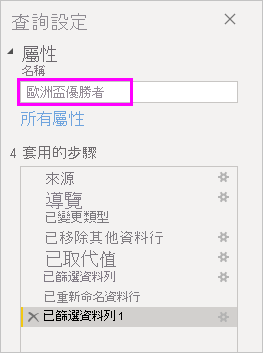 查詢設定
屬性
名稱
歐洲盃優勝者
所有屬性
4 套用的步驟
來源
導覽
已變更類型
已移除其他資料行
已取代值
已篩選資料列
已重新命名資料行
已篩選資料列 1